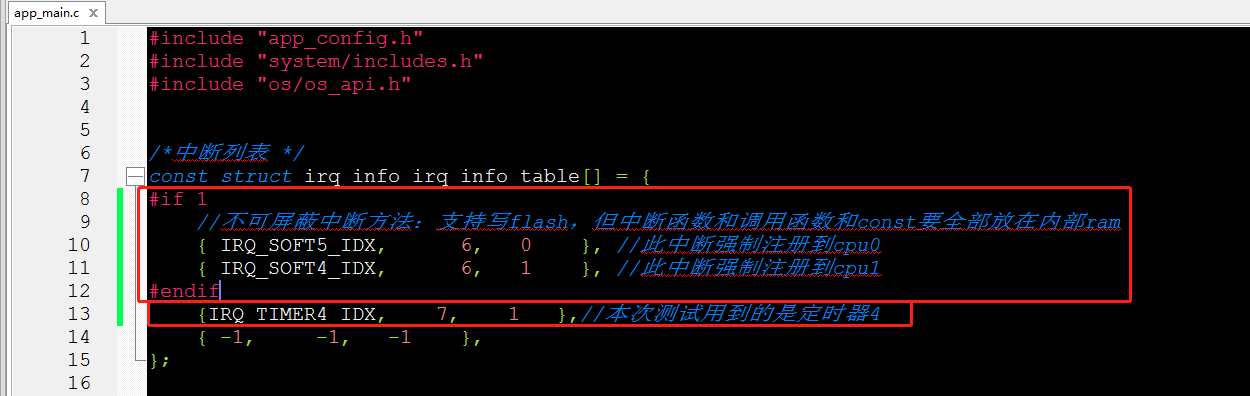 app_main.c
1 #include "app_config.h"
2 #include "system/includes.h"
3 #include "os/os_api.h"
4
5
6 /*中断列表 */
7 const struct irq_info irq_info_table[] = {
8 #if 1
9 //不可屏蔽中断方法：支持写flash，但中断函数和调用函数和const要全部放在内部ram
10 { IRQ_SOFT5_IDX, 6, 0 }, //此中断强制注册到cpu0
11 { IRQ_SOFT4_IDX, 6, 1 }, //此中断强制注册到cpu1
12 #endif
13 {IRQ_TIMER4_IDX, 7, 1 },//本次测试用到的是定时器4
14 { -1, -1, -1 },
15 };
16